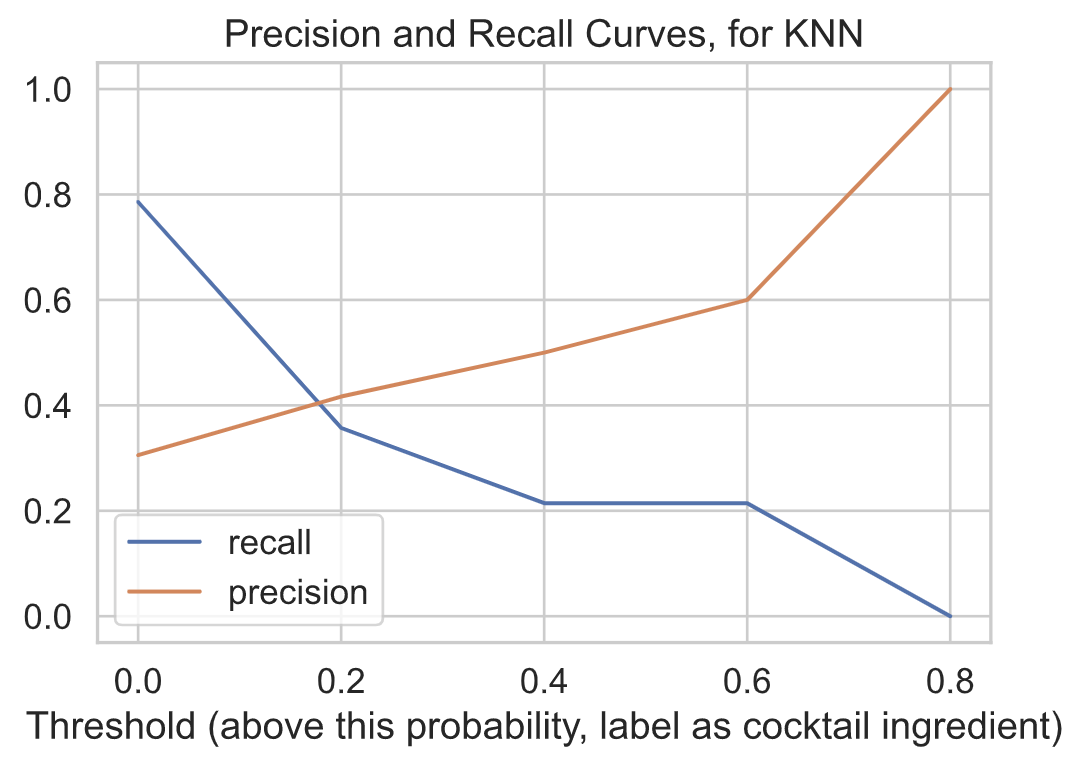 Precision and Recall Curves, for KNN
1.0
0.8
0.6
0.4
0.2
0.0
recall
precision
0.0 0.2 0.4 0.6 0.8
Threshold (above this probability, label as cocktail ingredient)